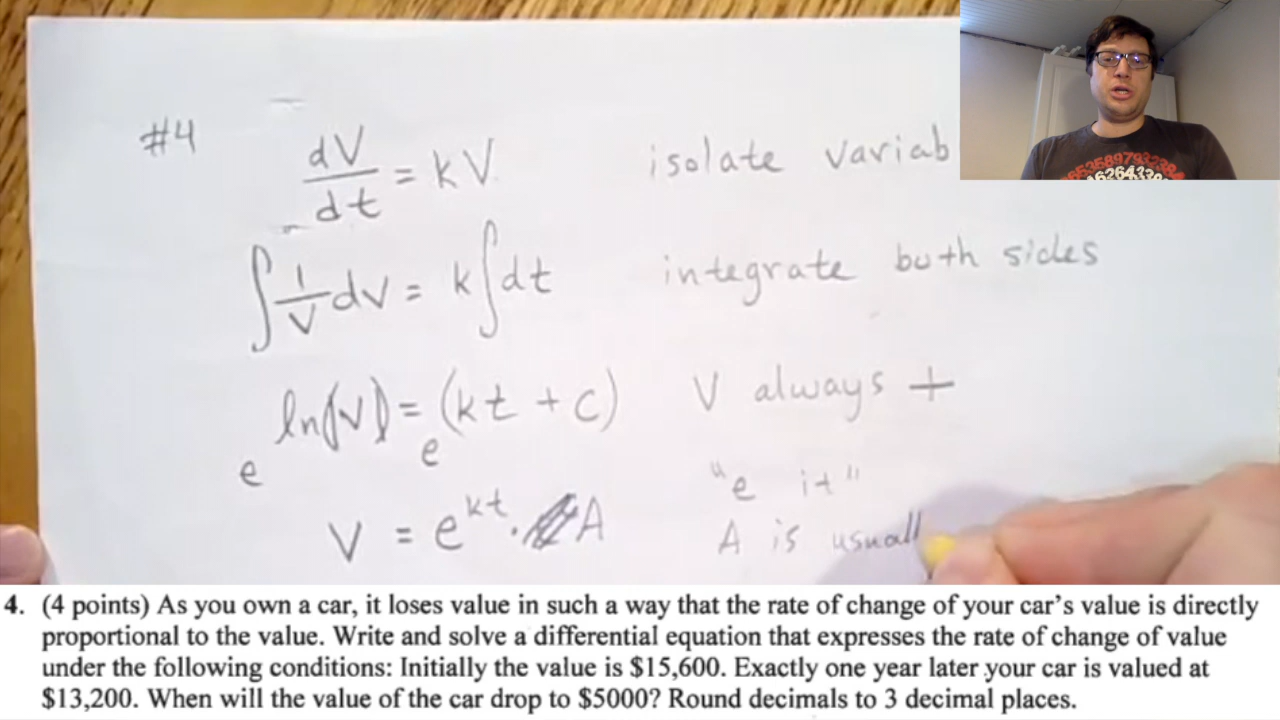 #4
dV/dt = kV
isolate variab
∫ 1/V dV = k∫dt
integrate both sides
e^ln|V| = e^(kt + c)
V always +
"e it"
V = e^kt · A
A is usuall
653589793238
626433
4. (4 points) As you own a car, it loses value in such a way that the rate of change of your car's value is directly
proportional to the value. Write and solve a differential equation that expresses the rate of change of value
under the following conditions: Initially the value is $15,600. Exactly one year later your car is valued at
$13,200. When will the value of the car drop to $5000? Round decimals to 3 decimal places.